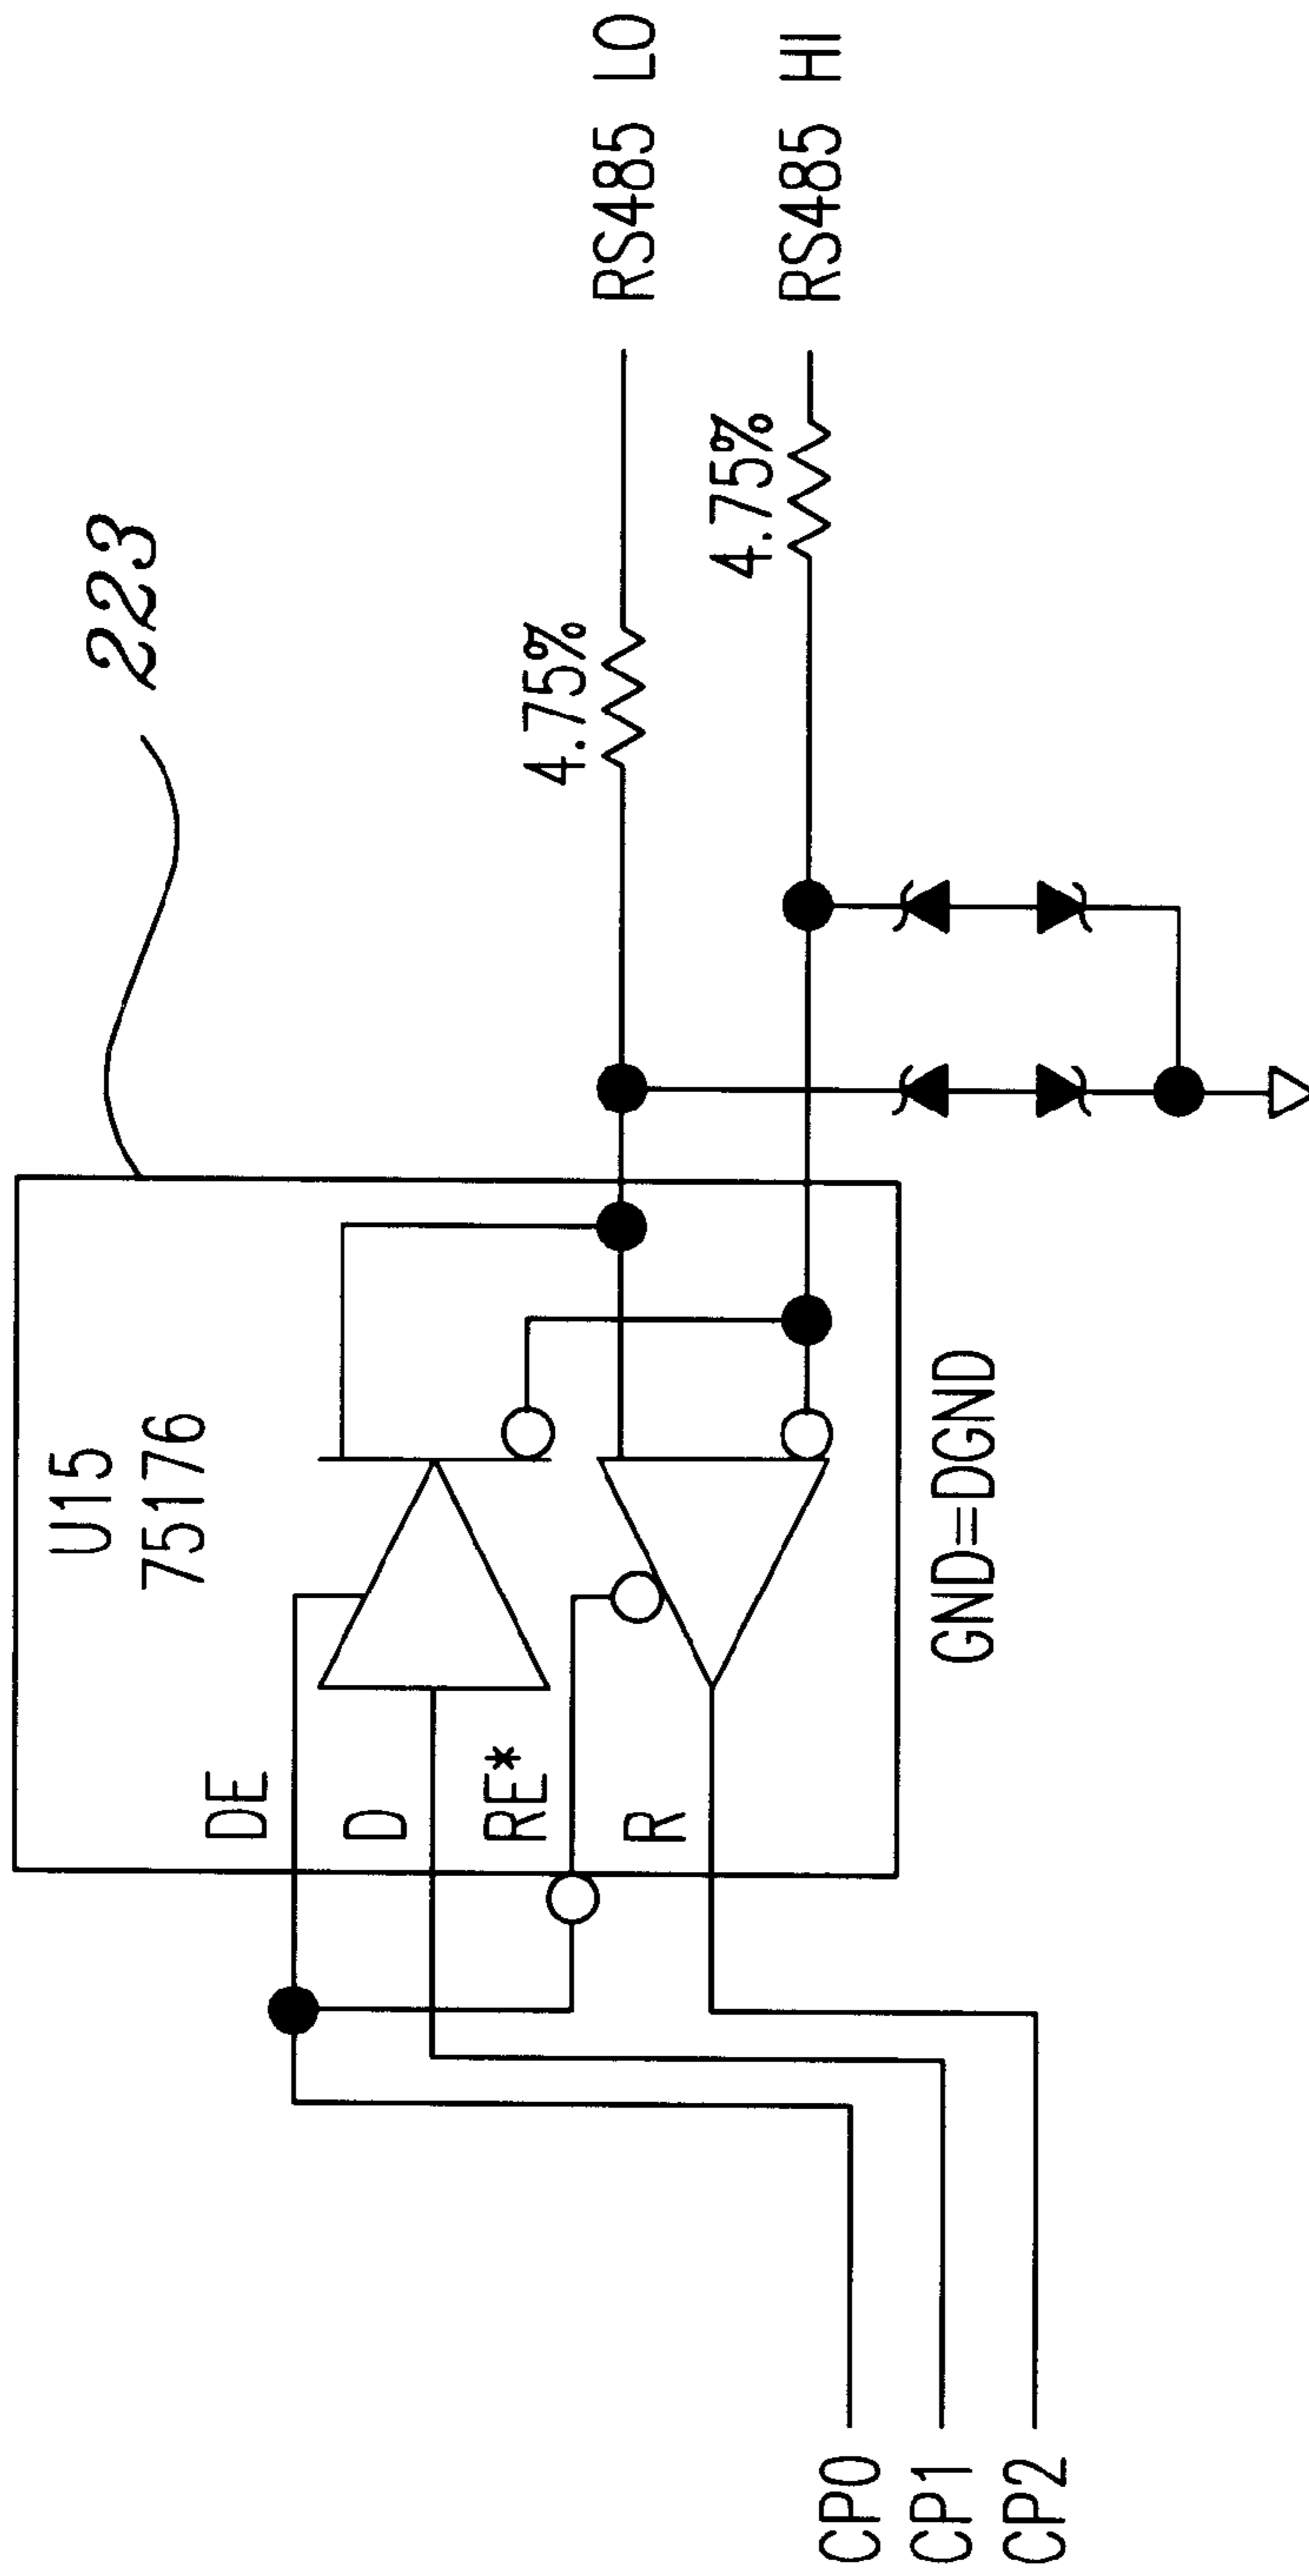 223
U15
75176
DE
D
RE*
R
GND=DGND
4.75%
4.75%
RS485 LO
RS485 HI
CP0
CP1
CP2